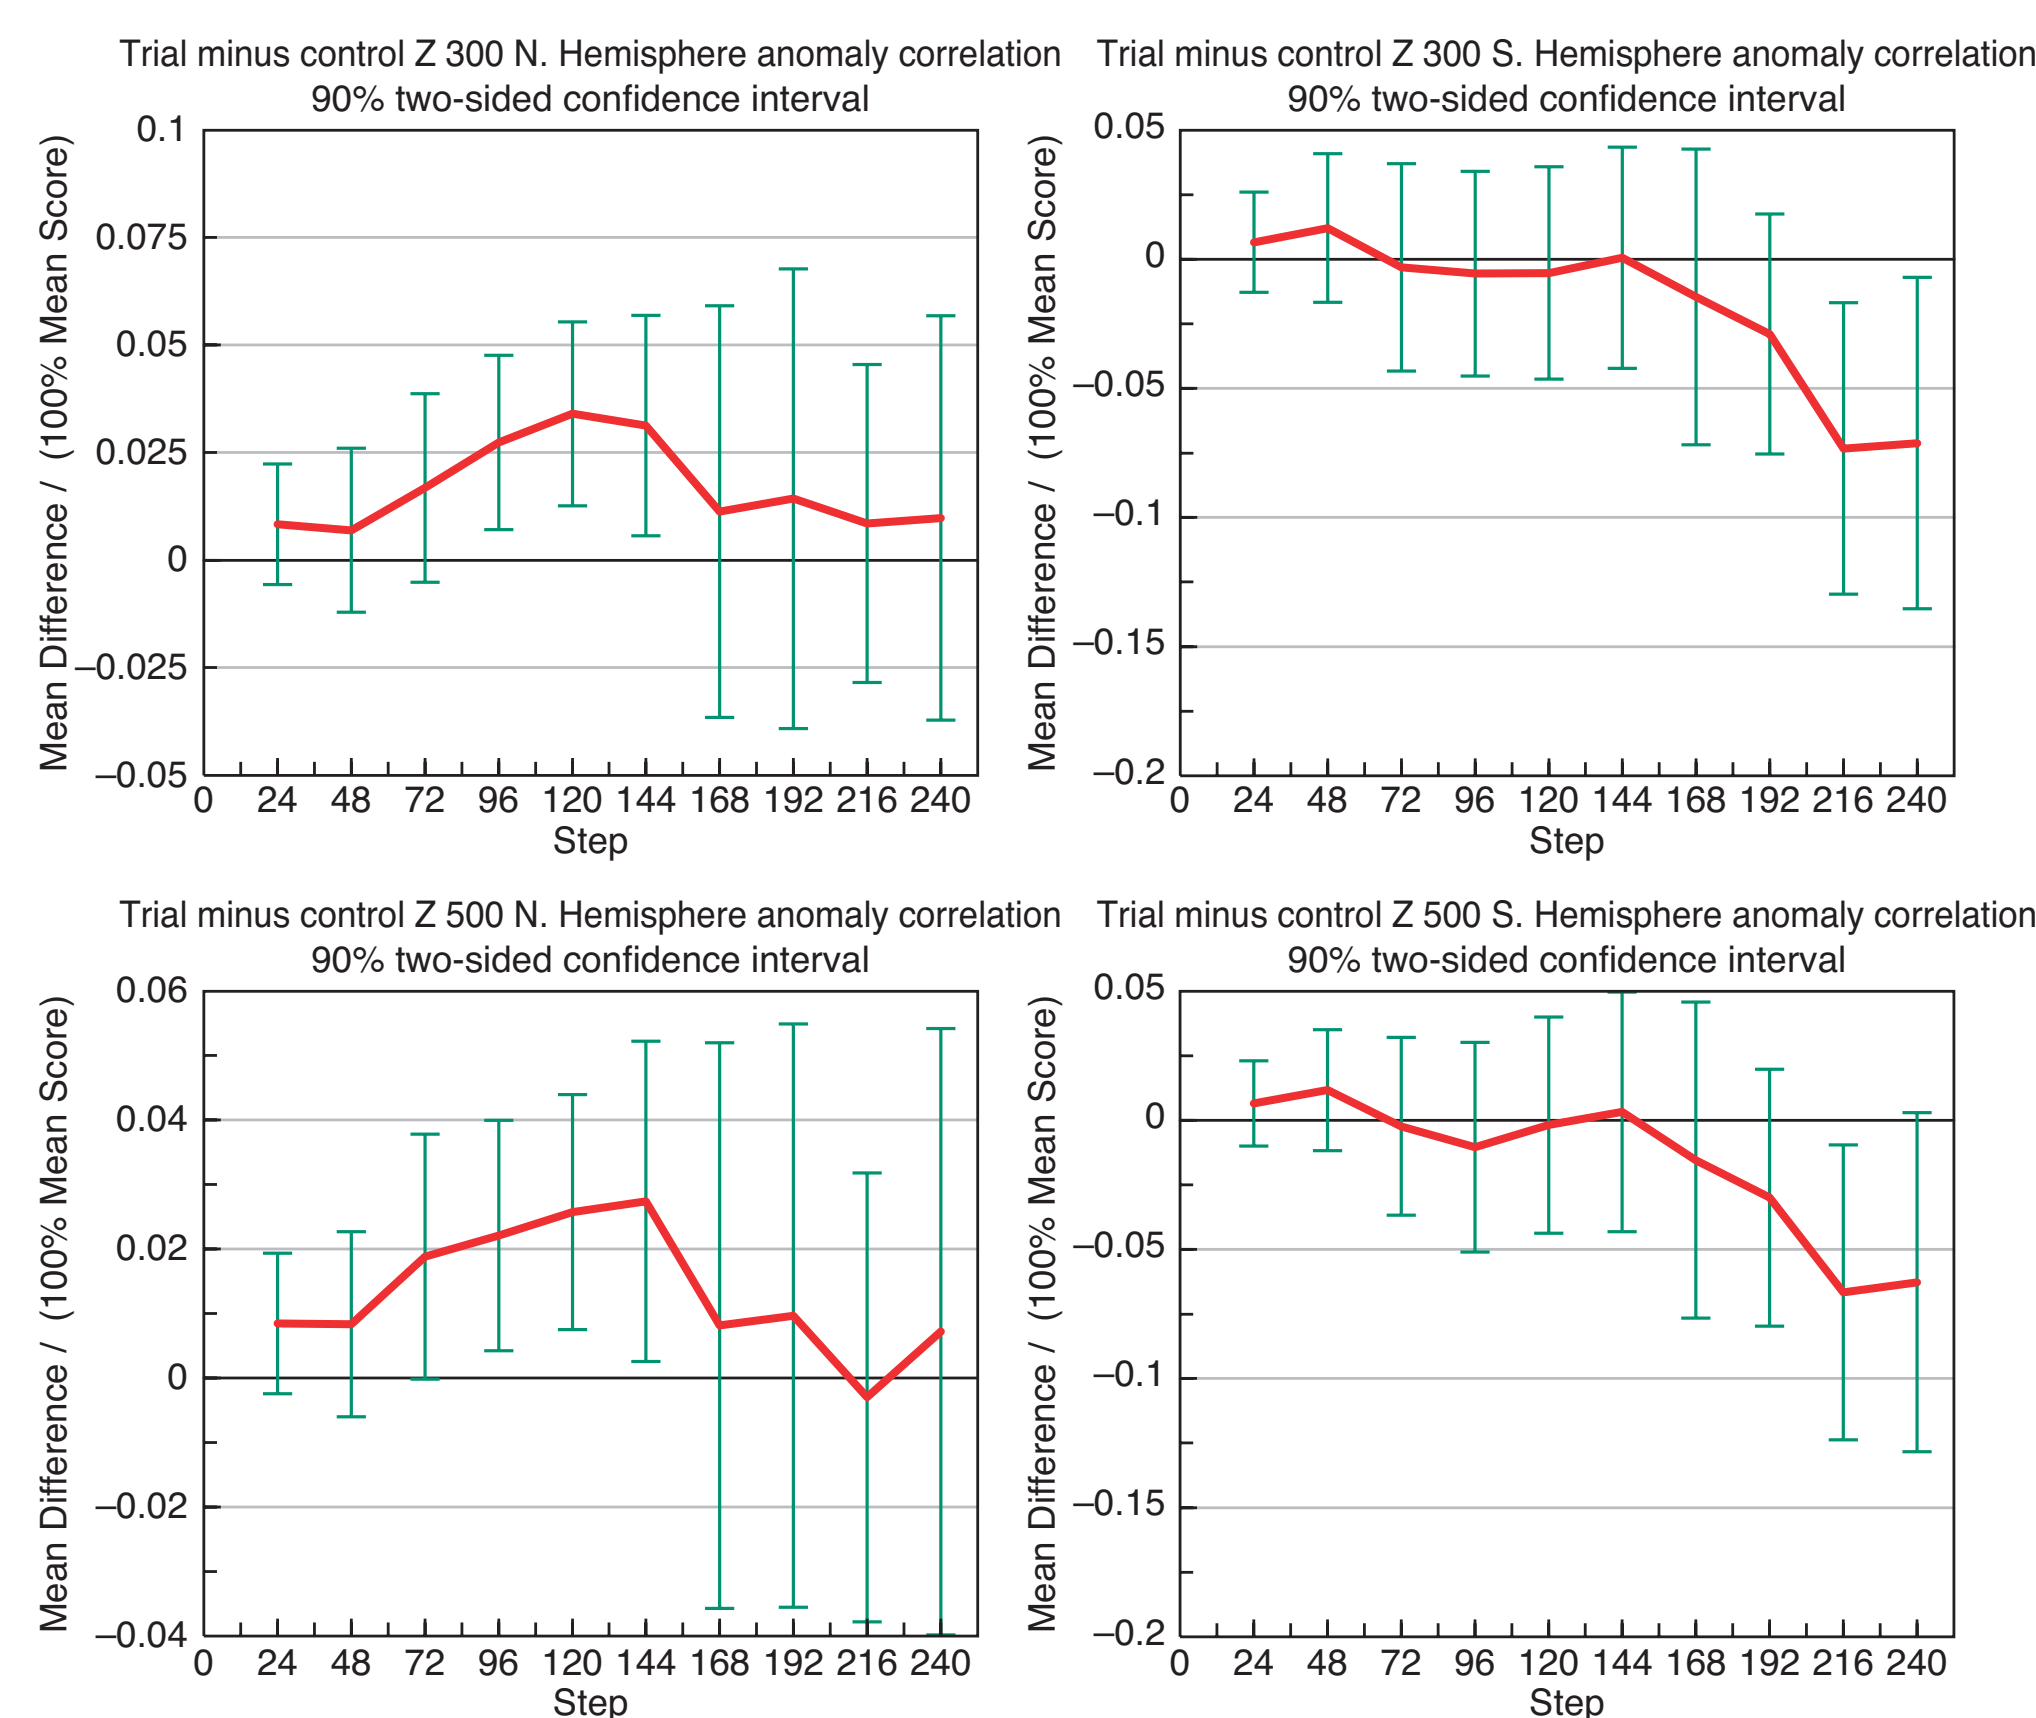 Trial minus control Z 300 N. Hemisphere anomaly correlation
90% two-sided confidence interval
Mean Difference / (100% Mean Score)
0.1
0.075
0.05
0.025
0
–0.025
–0.05
0 24 48 72 96 120 144 168 192 216 240
Step
Trial minus control Z 300 S. Hemisphere anomaly correlation
90% two-sided confidence interval
Mean Difference / (100% Mean Score)
0.05
0
–0.05
–0.1
–0.15
–0.2
0 24 48 72 96 120 144 168 192 216 240
Step
Trial minus control Z 500 N. Hemisphere anomaly correlation
90% two-sided confidence interval
Mean Difference / (100% Mean Score)
0.06
0.04
0.02
0
–0.02
–0.04
0 24 48 72 96 120 144 168 192 216 240
Step
Trial minus control Z 500 S. Hemisphere anomaly correlation
90% two-sided confidence interval
Mean Difference / (100% Mean Score)
0.05
0
–0.05
–0.1
–0.15
–0.2
0 24 48 72 96 120 144 168 192 216 240
Step